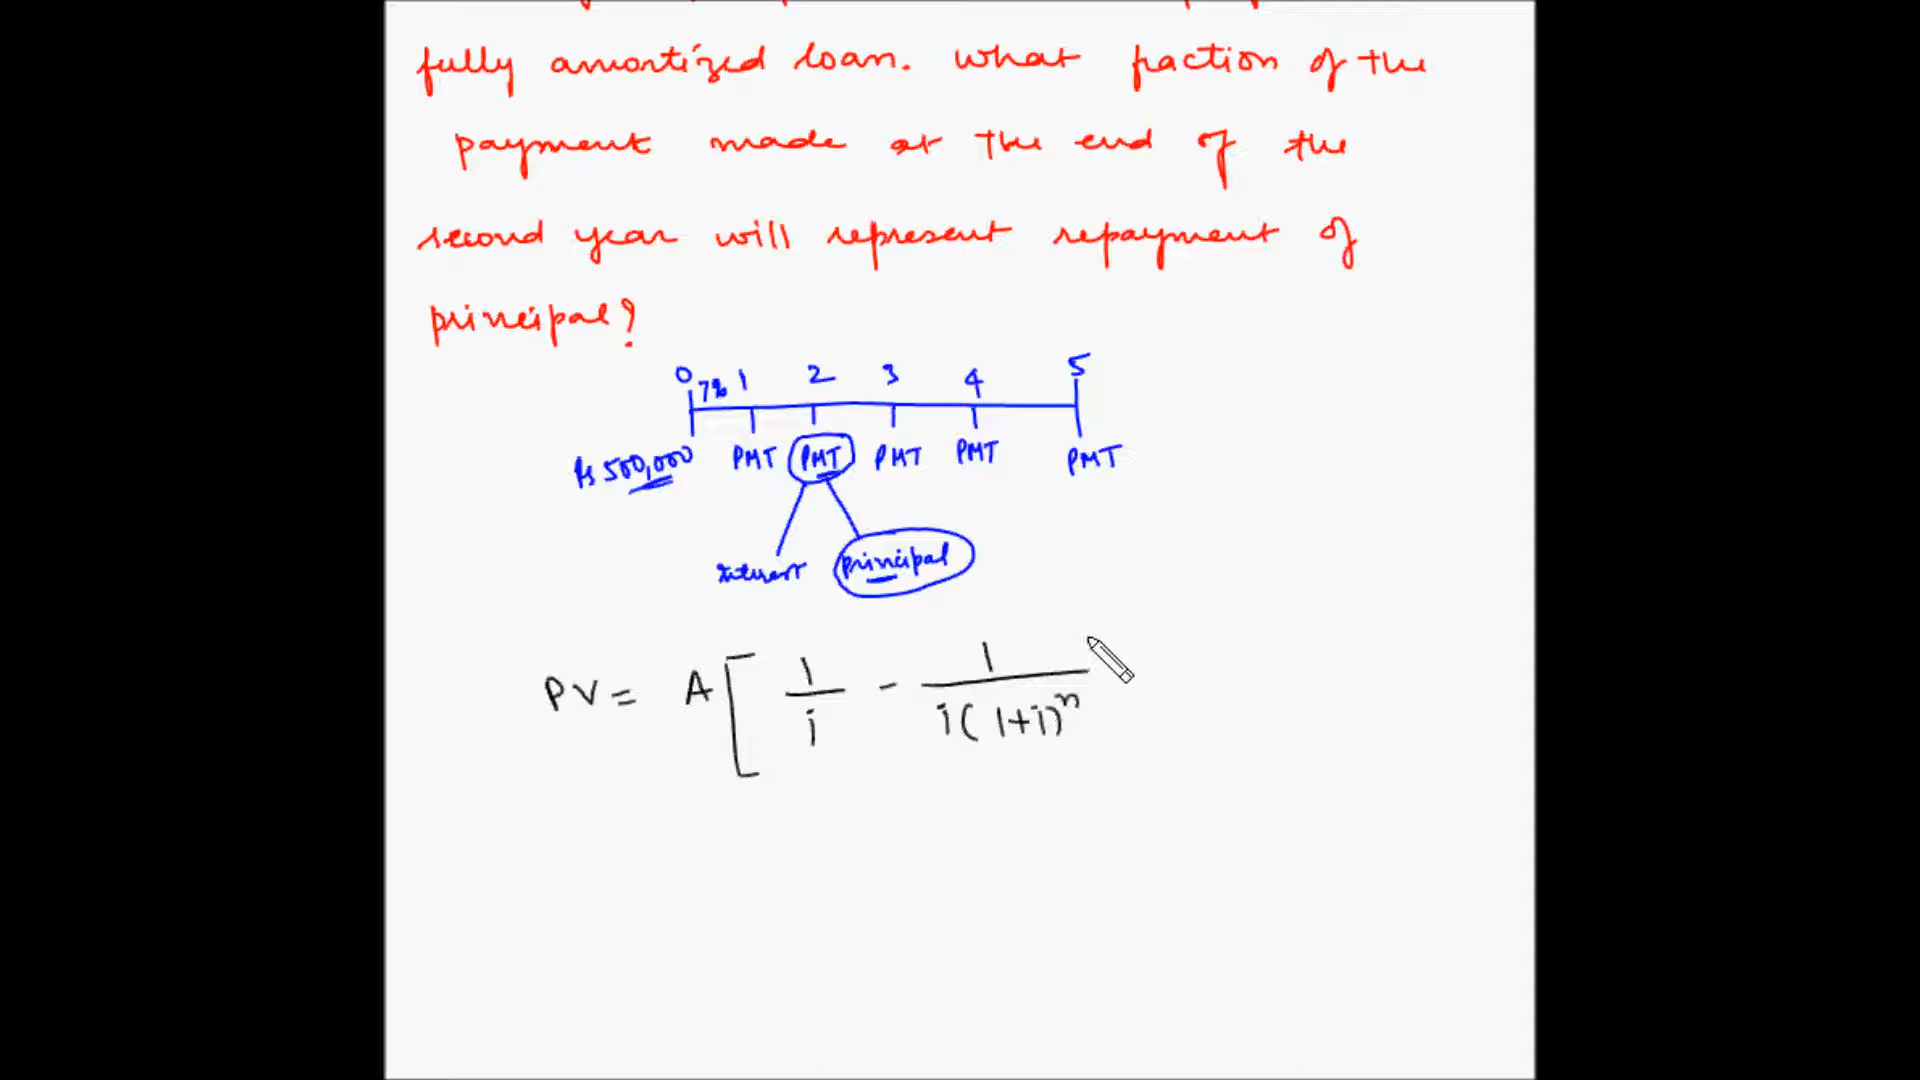 fully amortized loan. what fraction of the
payment made at the end of the
second year will represent repayment of
principal?
0 7% 1 2 3 4 5
Rs 500,000 PMT PMT PMT PMT PMT
Interest principal
PV = A [ 1/i - 1/i(1+i)^n